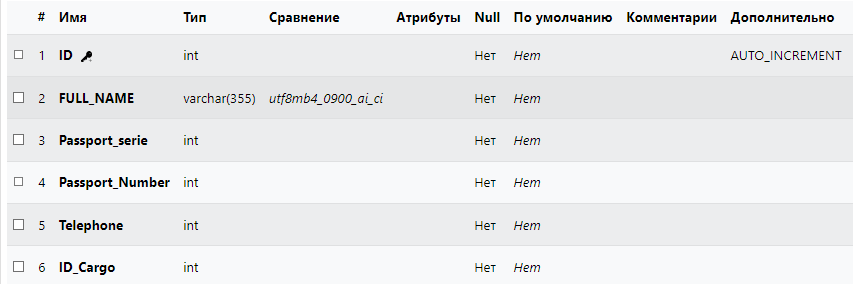 # Имя Тип Сравнение Атрибуты Null По умолчанию Комментарии Дополнительно
1 ID int Нет Нет AUTO_INCREMENT
2 FULL_NAME varchar(355) utf8mb4_0900_ai_ci Нет Нет
3 Passport_serie int Нет Нет
4 Passport_Number int Нет Нет
5 Telephone int Нет Нет
6 ID_Cargo int Нет Нет